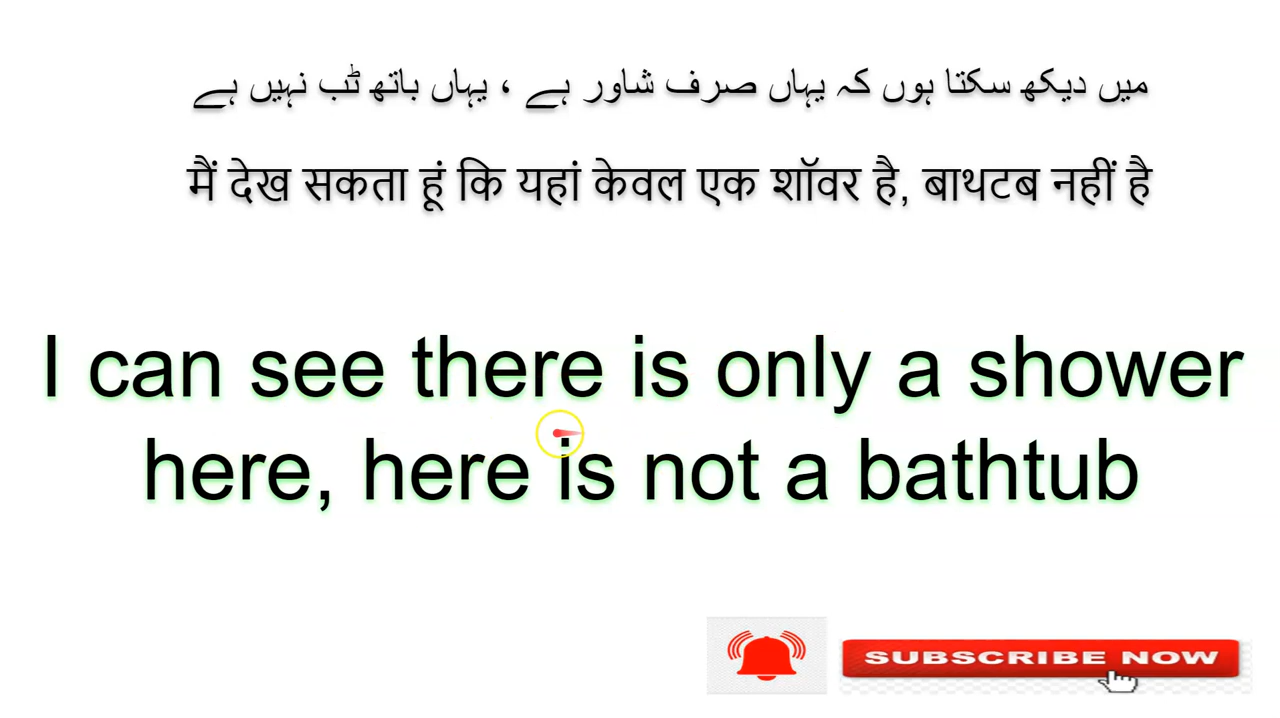 میں دیکھ سکتا ہوں کہ یہاں صرف شاور ہے ، یہاں باتھ ٹب نہیں ہے
मैं देख सकता हूं कि यहां केवल एक शॉवर है, बाथटब नहीं है
I can see there is only a shower
here, here is not a bathtub
SUBSCRIBE NOW